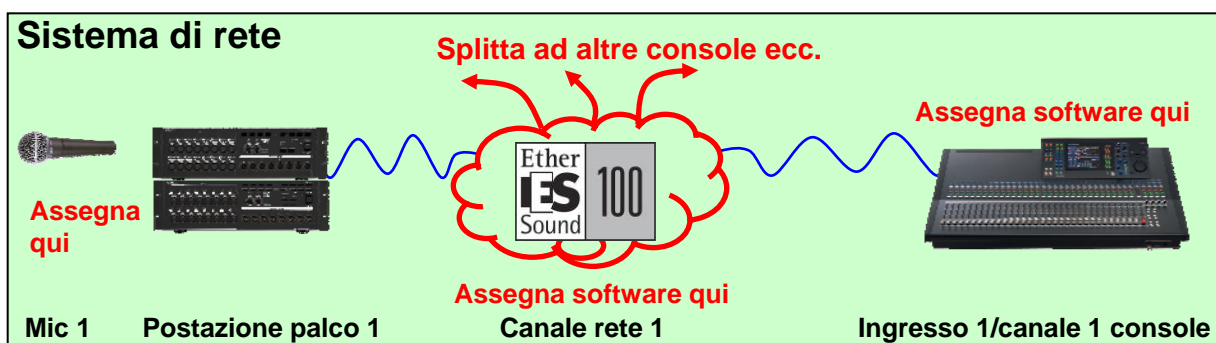 Sistema di rete
Splitta ad altre console ecc.
Assegna software qui
Assegna
qui
Ether
ES
Sound
100
Assegna software qui
Mic 1 Postazione palco 1 Canale rete 1 Ingresso 1/canale 1 console